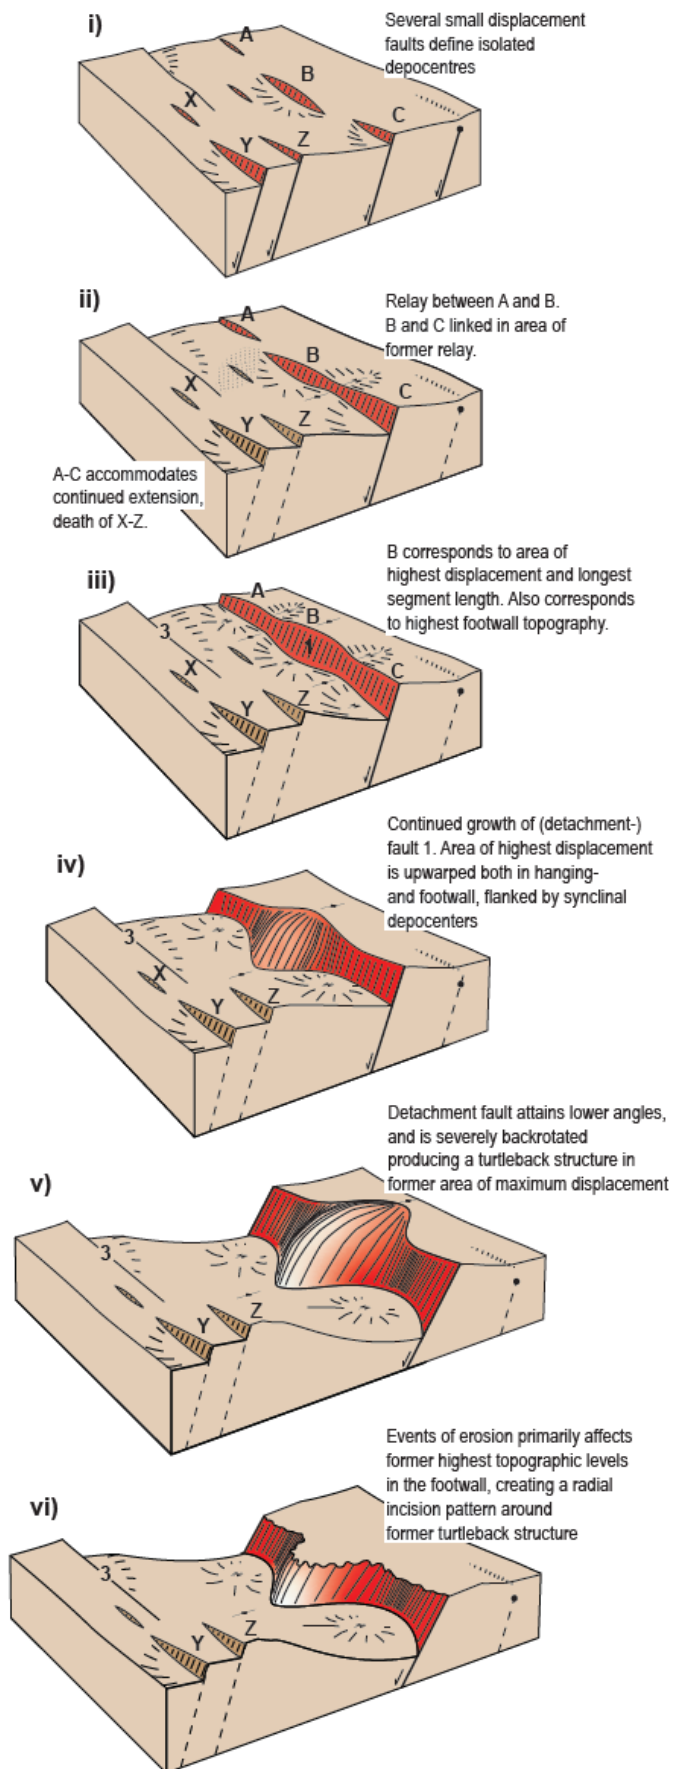 i)
Several small displacement
faults define isolated
depocentres
A
B
X
C
Y
Z
ii)
Relay between A and B.
B and C linked in area of
former relay.
A
B
X
C
Y
Z
A-C accommodates
continued extension,
death of X-Z.
iii)
B corresponds to area of
highest displacement and longest
segment length. Also corresponds
to highest footwall topography.
A
B
3
1
X
C
Y
Z
iv)
Continued growth of (detachment-)
fault 1. Area of highest displacement
is upwarped both in hanging-
and footwall, flanked by synclinal
depocenters
3
X
Y
Z
v)
Detachment fault attains lower angles,
and is severely backrotated
producing a turtleback structure in
former area of maximum displacement
3
Y
Z
vi)
Events of erosion primarily affects
former highest topographic levels
in the footwall, creating a radial
incision pattern around
former turtleback structure
3
Y
Z